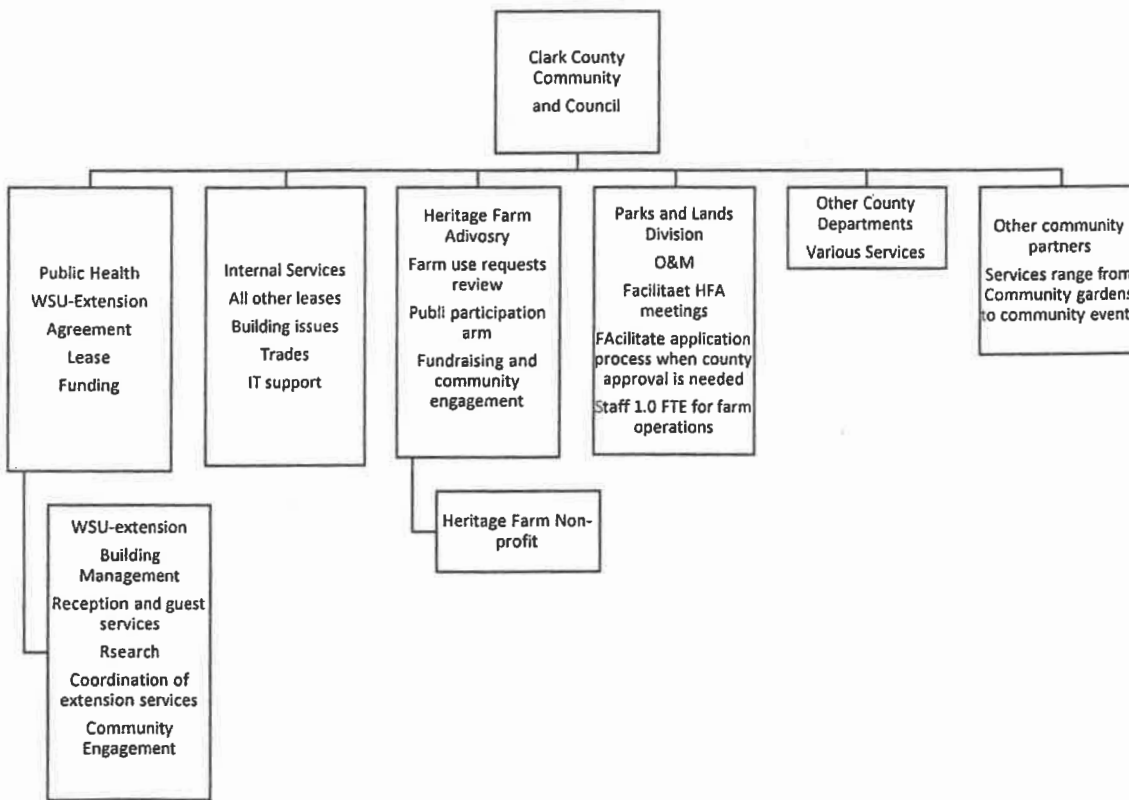 Clark County
Community
and Council
Public Health
WSU-Extension
Agreement
Lease
Funding
Internal Services
All other leases
Building issues
Trades
IT support
Heritage Farm
Adivosry
Farm use requests
review
Publi participation
arm
Fundraising and
community
engagement
Parks and Lands
Division
O&M
Facilitaet HFA
meetings
FAcilitate application
process when county
approval is needed
Staff 1.0 FTE for farm
operations
Other County
Departments
Various Services
Other community
partners
Services range from
Community gardens
to community event
WSU-extension
Building
Management
Reception and guest
services
Rsearch
Coordination of
extension services
Community
Engagement
Heritage Farm Non-
profit